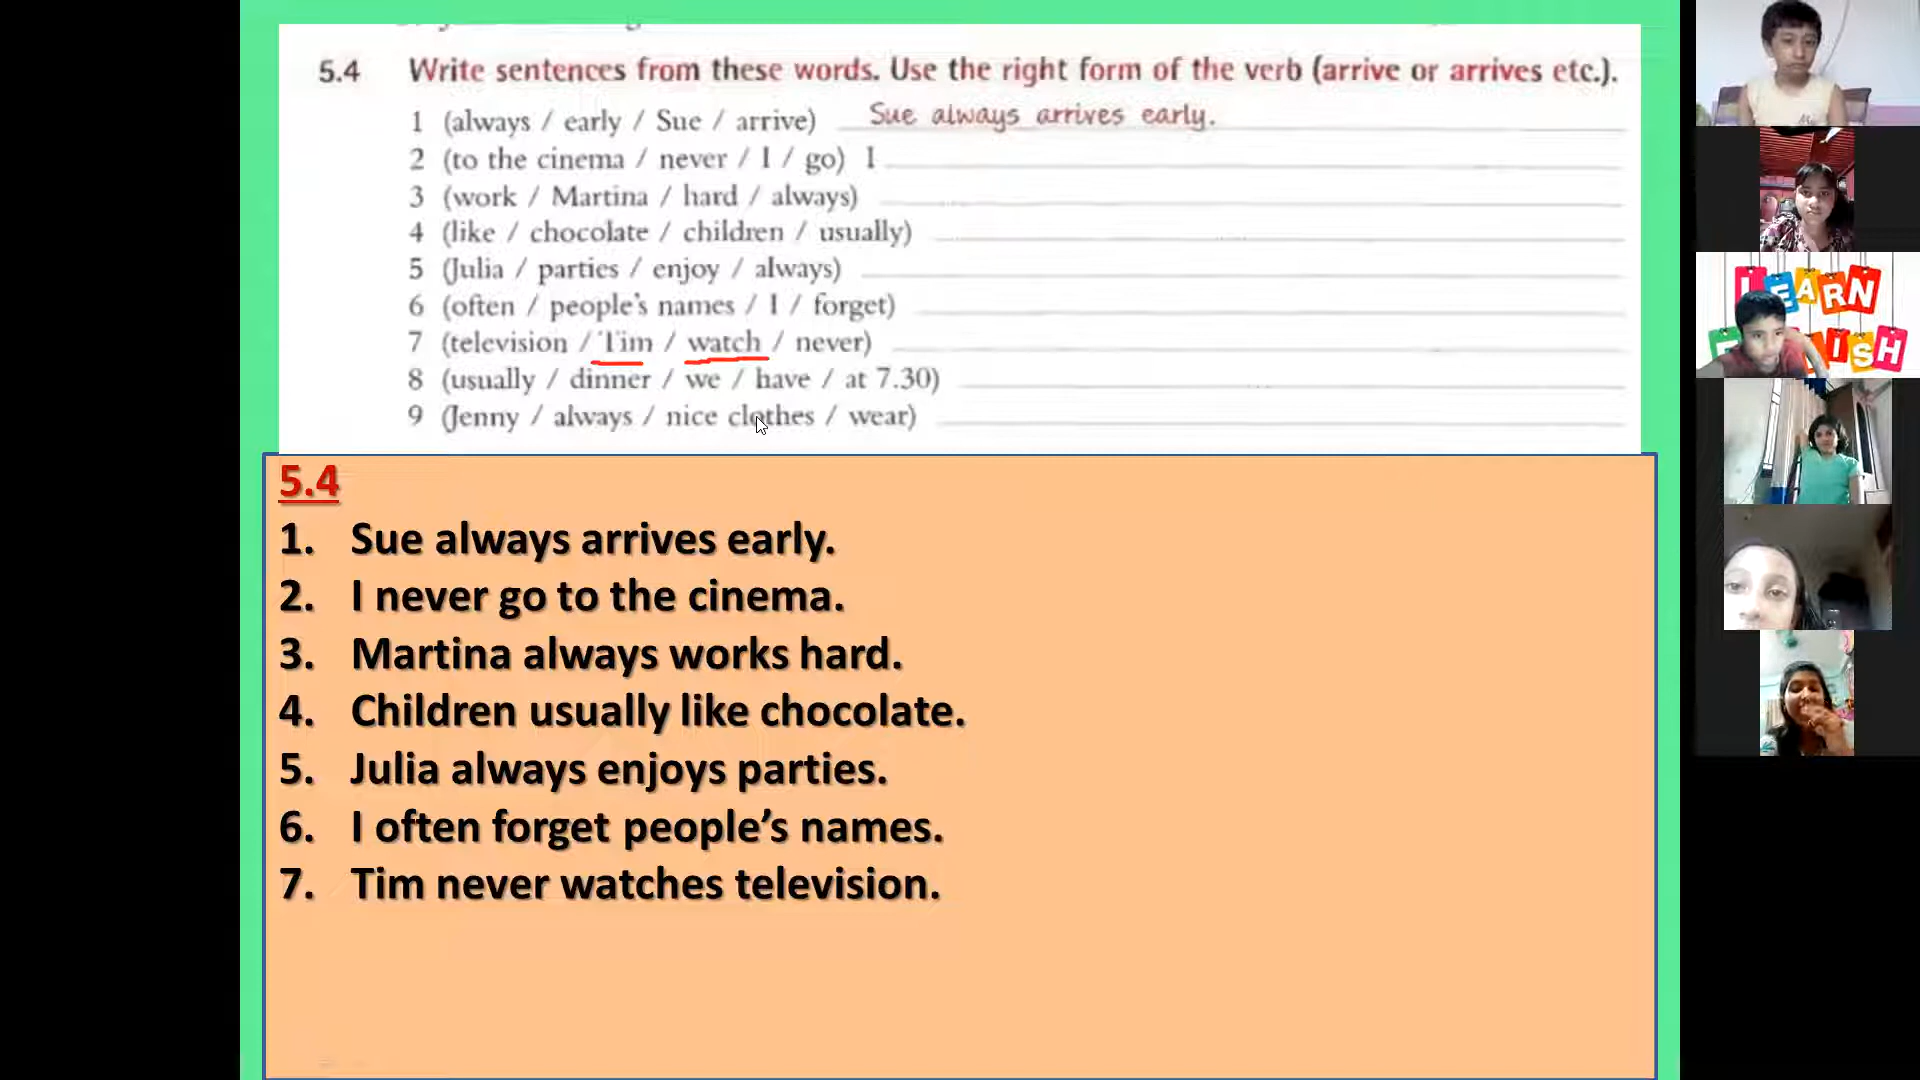 5.4 Write sentences from these words. Use the right form of the verb (arrive or arrives etc.).
1 (always / early / Sue / arrive) Sue always arrives early.
2 (to the cinema / never / I / go) I
3 (work / Martina / hard / always)
4 (like / chocolate / children / usually)
5 (Julia / parties / enjoy / always)
6 (often / people's names / I / forget)
7 (television / Tim / watch / never)
8 (usually / dinner / we / have / at 7.30)
9 (Jenny / always / nice clothes / wear)
5.4
1. Sue always arrives early.
2. I never go to the cinema.
3. Martina always works hard.
4. Children usually like chocolate.
5. Julia always enjoys parties.
6. I often forget people’s names.
7. Tim never watches television.
LEARN